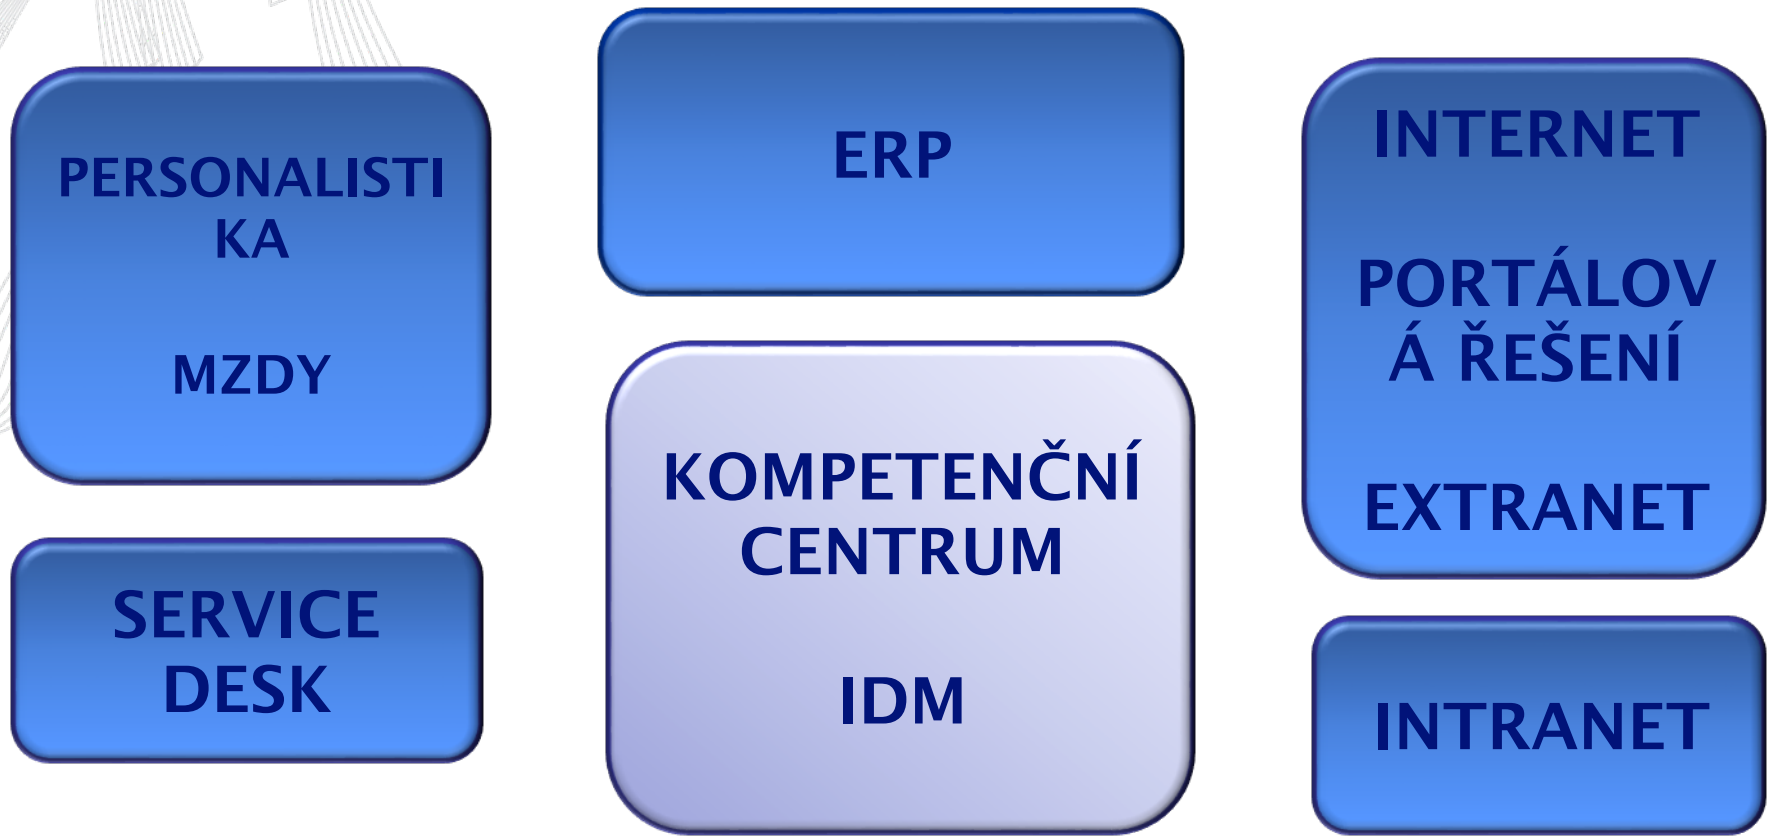 PERSONALISTI
KA
MZDY
SERVICE
DESK
ERP
KOMPETENČNÍ
CENTRUM
IDM
INTERNET
PORTÁLOV
Á ŘEŠENÍ
EXTRANET
INTRANET